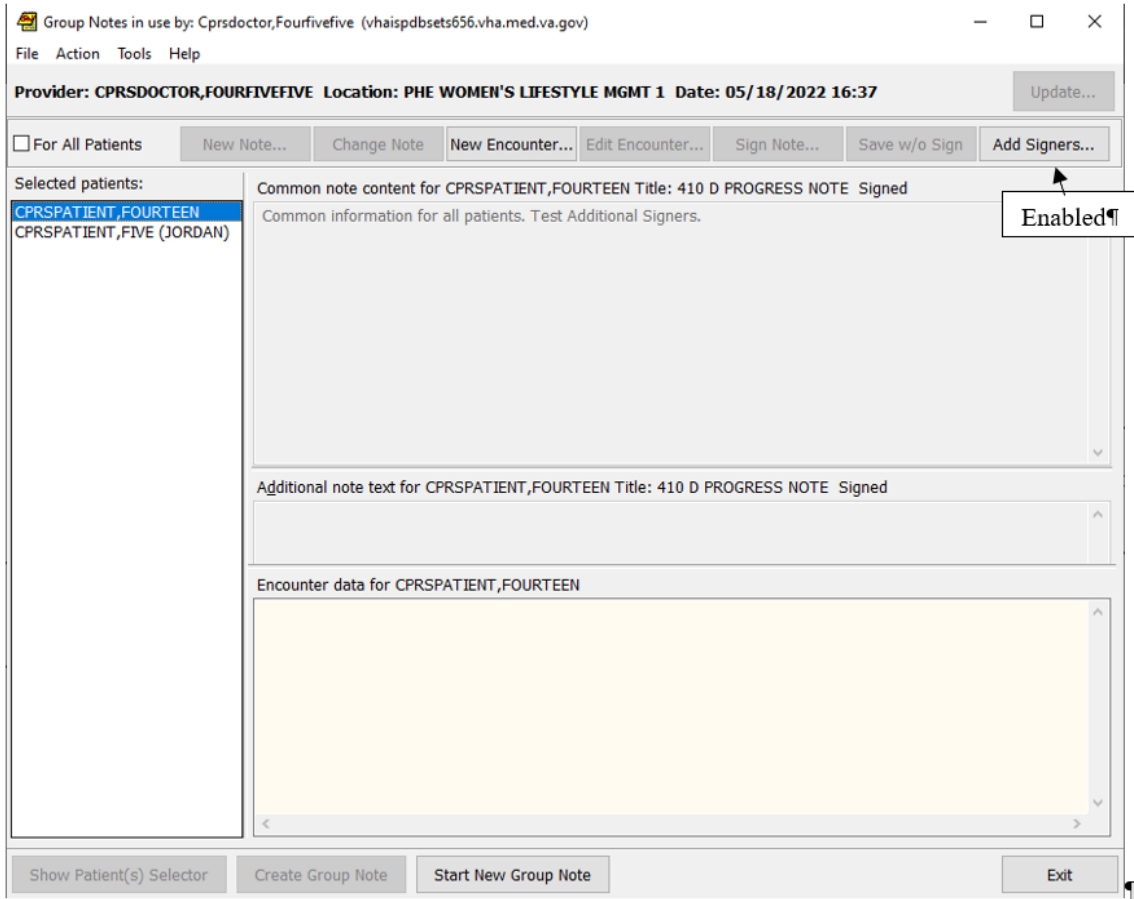 Group Notes in use by: Cprsdoctor,Fourfivefive (vhaispdbsets656.vha.med.va.gov)
File Action Tools Help
Provider: CPRSDOCTOR,FOURFIVEFIVE Location: PHE WOMEN'S LIFESTYLE MGMT 1 Date: 05/18/2022 16:37
Update...
For All Patients New Note... Change Note New Encounter... Edit Encounter... Sign Note... Save w/o Sign Add Signers...
Enabled¶
Selected patients:
CPRSPATIENT,FOURTEEN
CPRSPATIENT,FIVE (JORDAN)
Common note content for CPRSPATIENT,FOURTEEN Title: 410 D PROGRESS NOTE Signed
Common information for all patients. Test Additional Signers.
Additional note text for CPRSPATIENT,FOURTEEN Title: 410 D PROGRESS NOTE Signed
Encounter data for CPRSPATIENT,FOURTEEN
Show Patient(s) Selector Create Group Note Start New Group Note Exit
¶